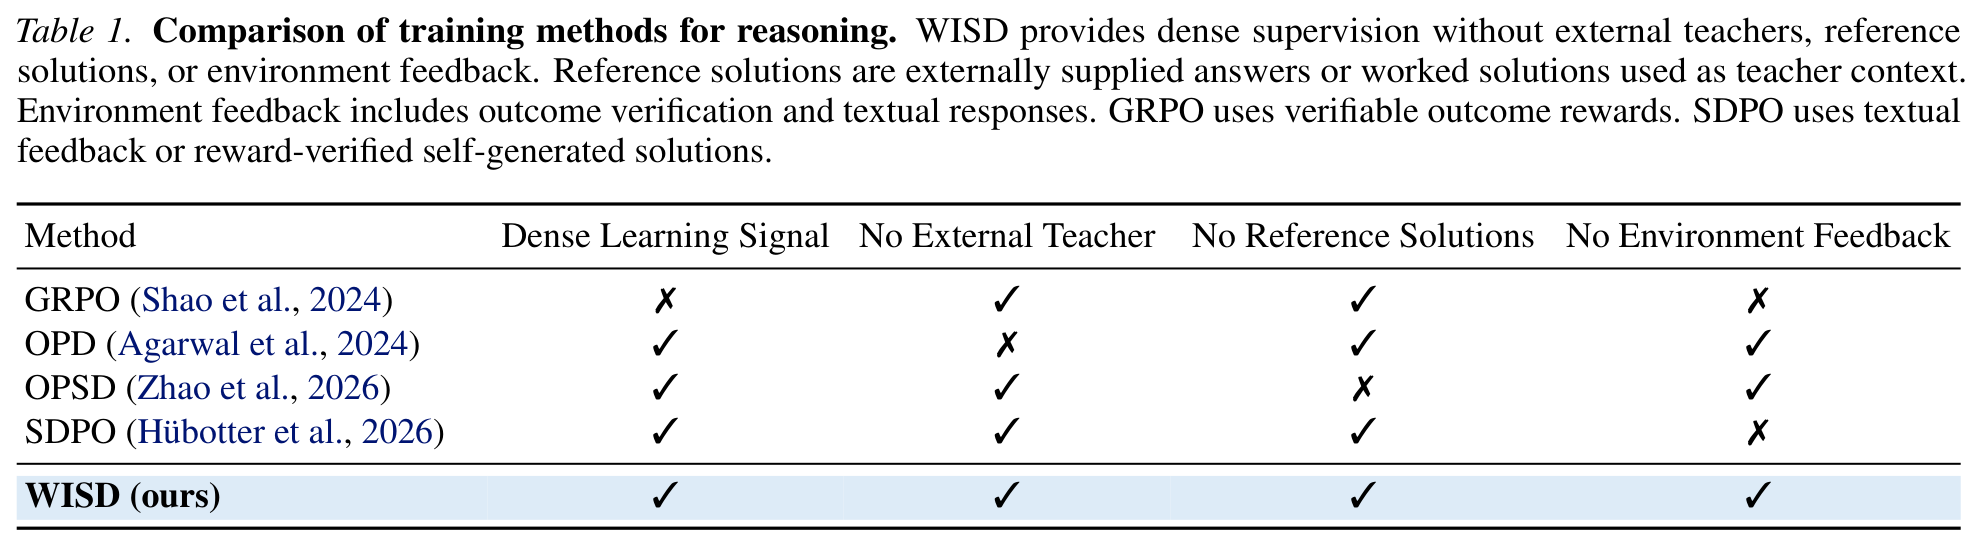 Table 1. Comparison of training methods for reasoning. WISD provides dense supervision without external teachers, reference
solutions, or environment feedback. Reference solutions are externally supplied answers or worked solutions used as teacher context.
Environment feedback includes outcome verification and textual responses. GRPO uses verifiable outcome rewards. SDPO uses textual
feedback or reward-verified self-generated solutions.
Method Dense Learning Signal No External Teacher No Reference Solutions No Environment Feedback
GRPO (Shao et al., 2024) ✗ ✓ ✓ ✗
OPD (Agarwal et al., 2024) ✓ ✗ ✓ ✓
OPSD (Zhao et al., 2026) ✓ ✓ ✗ ✓
SDPO (Hübotter et al., 2026) ✓ ✓ ✓ ✗
WISD (ours) ✓ ✓ ✓ ✓